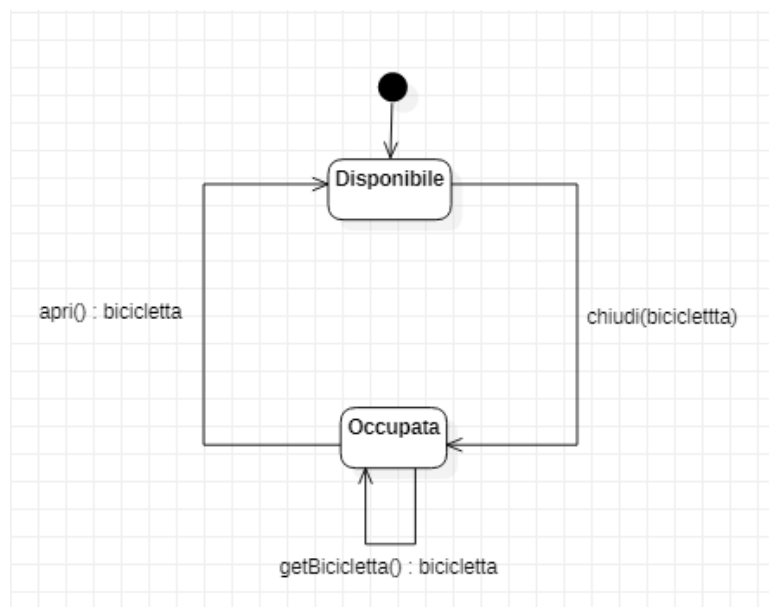 Disponibile
apri() : bicicletta
chiudi(biciclettta)
Occupata
getBicicletta() : bicicletta